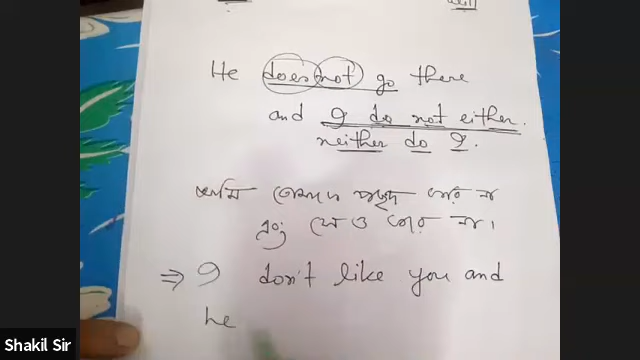 He does not go there
and I do not either.
neither do I.
আমি তোমাকে পছন্দ করি না
এবং সে ও করে না।
⇒ I don't like you and
he
Shakil Sir